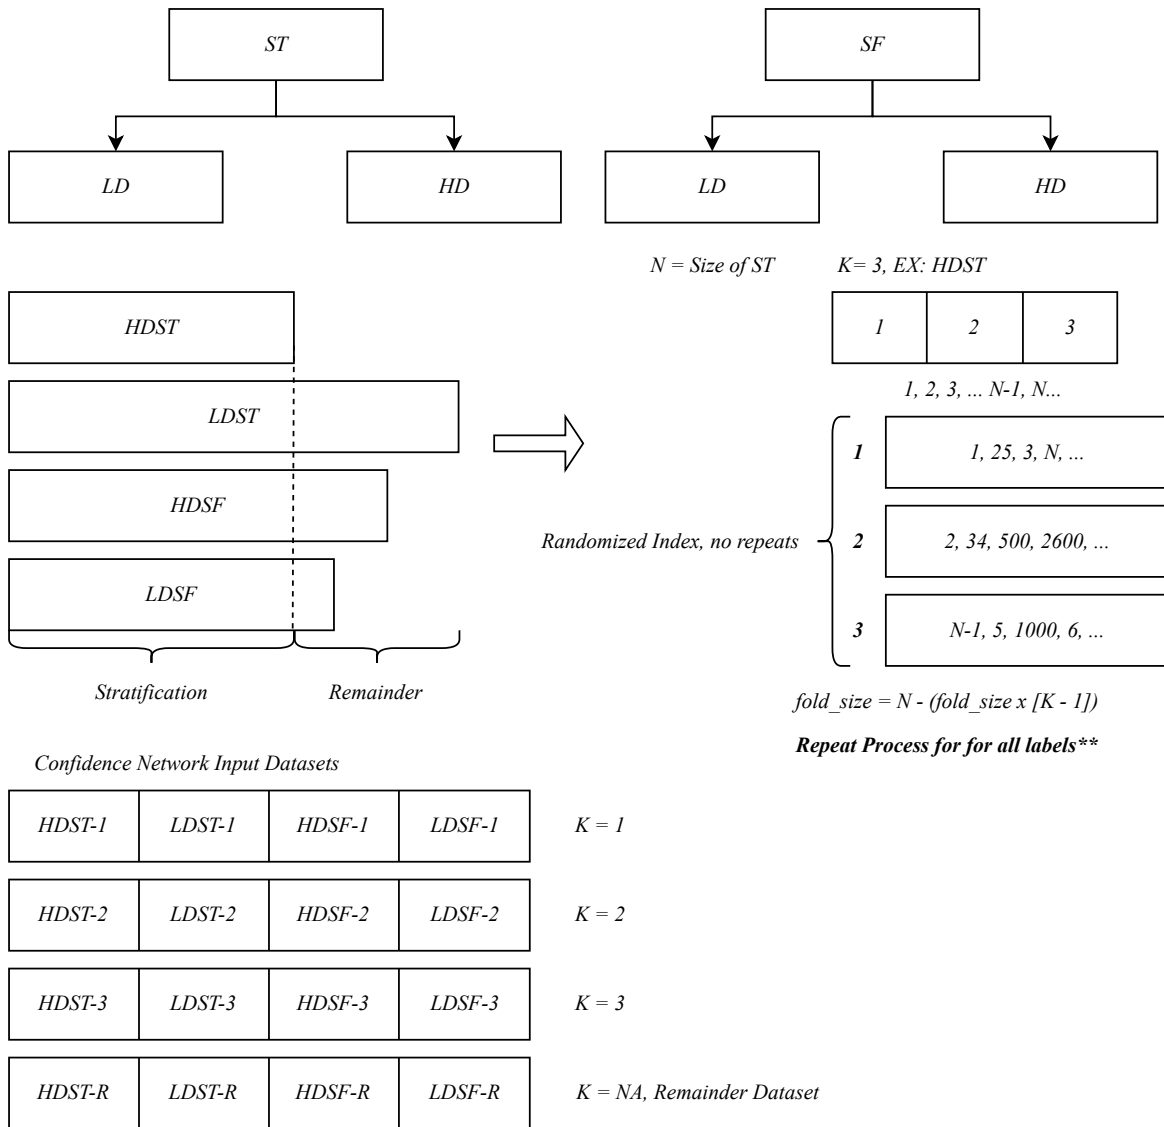 ST
SF
LD
HD
LD
HD
N = Size of ST
K= 3, EX: HDST
HDST
1 2 3
1, 2, 3, ... N-1, N...
LDST
1
1, 25, 3, N, ...
HDSF
Randomized Index, no repeats
2
2, 34, 500, 2600, ...
LDSF
3
N-1, 5, 1000, 6, ...
Stratification
Remainder
fold_size = N - (fold_size x [K - 1])
Repeat Process for for all labels**
Confidence Network Input Datasets
HDST-1 LDST-1 HDSF-1 LDSF-1 K = 1
HDST-2 LDST-2 HDSF-2 LDSF-2 K = 2
HDST-3 LDST-3 HDSF-3 LDSF-3 K = 3
HDST-R LDST-R HDSF-R LDSF-R K = NA, Remainder Dataset